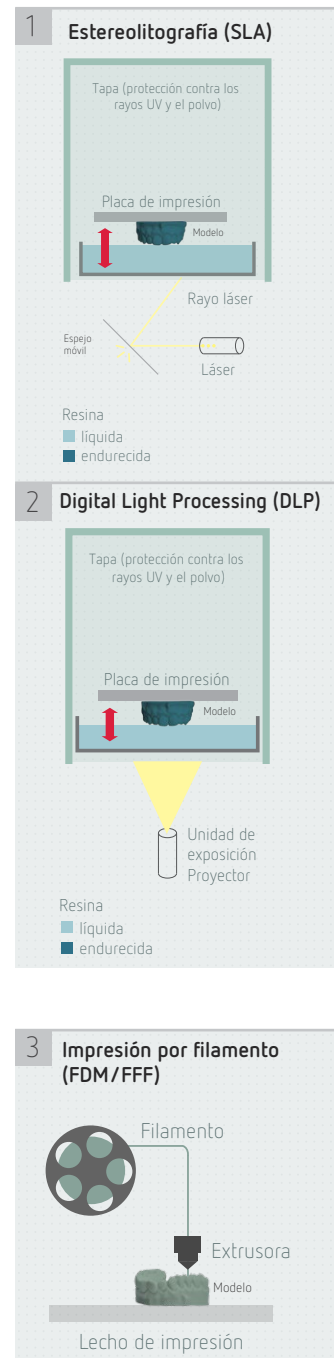 1
Estereolitografía (SLA)
Tapa (protección contra los
rayos UV y el polvo)
Placa de impresión
Modelo
Rayo láser
Espejo
móvil
Láser
Resina
líquida
endurecida
2
Digital Light Processing (DLP)
Tapa (protección contra los
rayos UV y el polvo)
Placa de impresión
Modelo
Unidad de
exposición
Proyector
Resina
líquida
endurecida
3
Impresión por filamento
(FDM/FFF)
Filamento
Extrusora
Modelo
Lecho de impresión